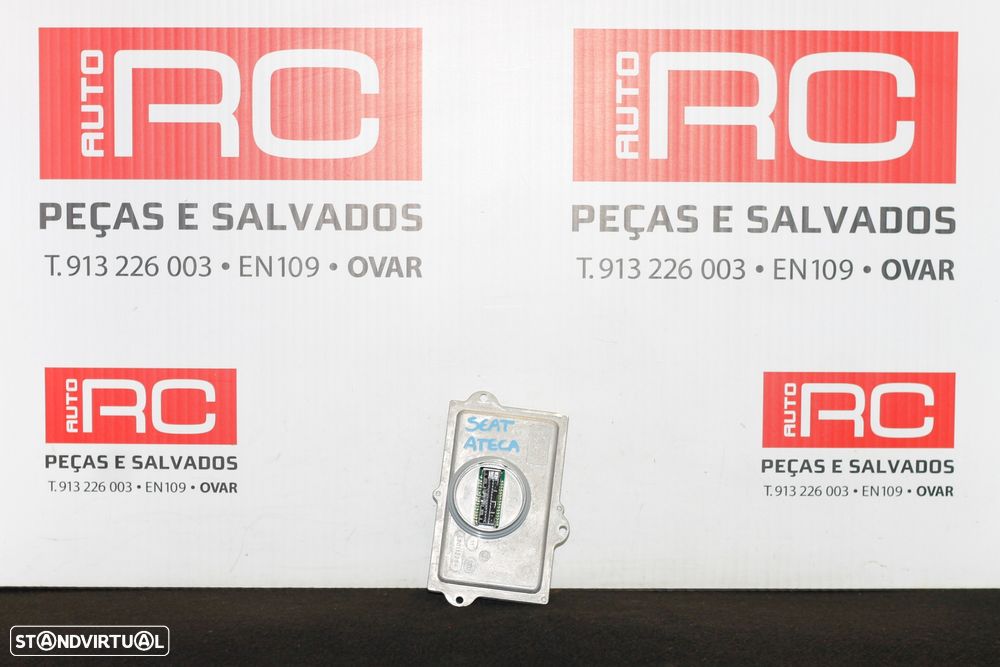 AUTO RC
PEÇAS E SALVADOS
T. 913 226 003 • EN109 • OVAR
AUTO RC
PEÇAS E SALVADOS
T. 913 226 003 • EN109 • OVAR
AUTO RC
PEÇAS E SALVADOS
T. 913 226 003 • EN109 • OVAR
AUTO RC
PEÇAS E SALVADOS
T. 913 226 003 • EN109 • OVAR
SEAT
ATECA
STANDVIRTUAL